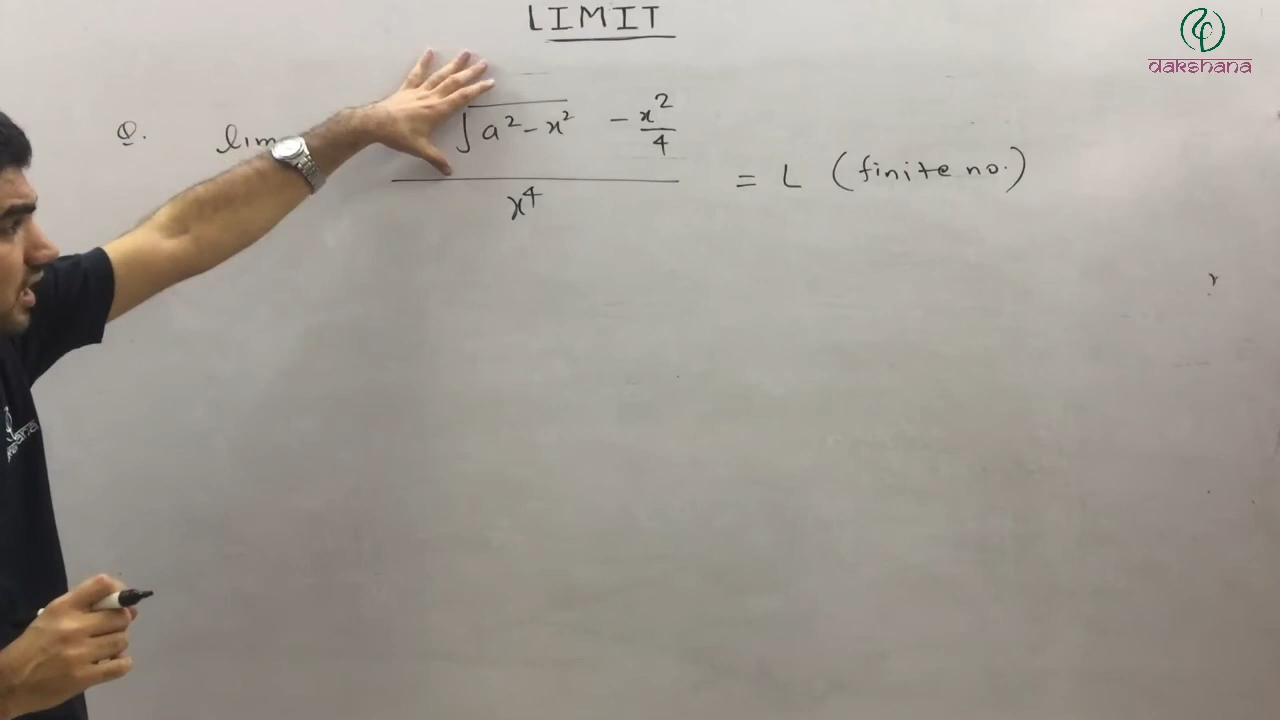 LIMIT
dakshana
Q. lim √(a² - x²) - x²/4
x⁴
= L (finite no.)